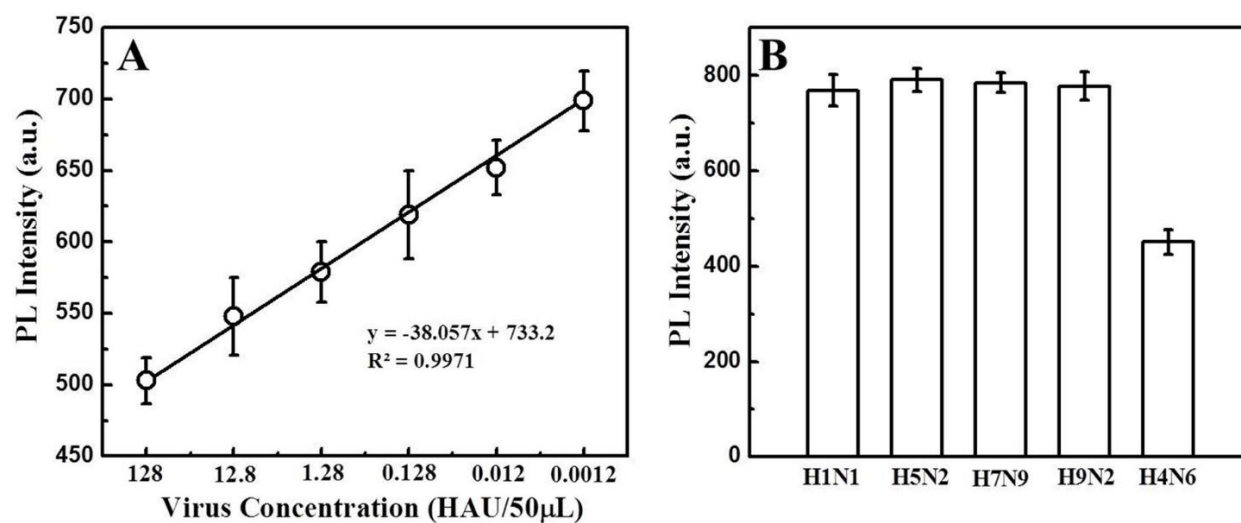 A
PL Intensity (a.u.)
750
700
650
600
550
500
450
y = -38.057x + 733.2
R² = 0.9971
128 12.8 1.28 0.128 0.012 0.0012
Virus Concentration (HAU/50μL)
B
PL Intensity (a.u.)
800
600
400
200
0
H1N1 H5N2 H7N9 H9N2 H4N6